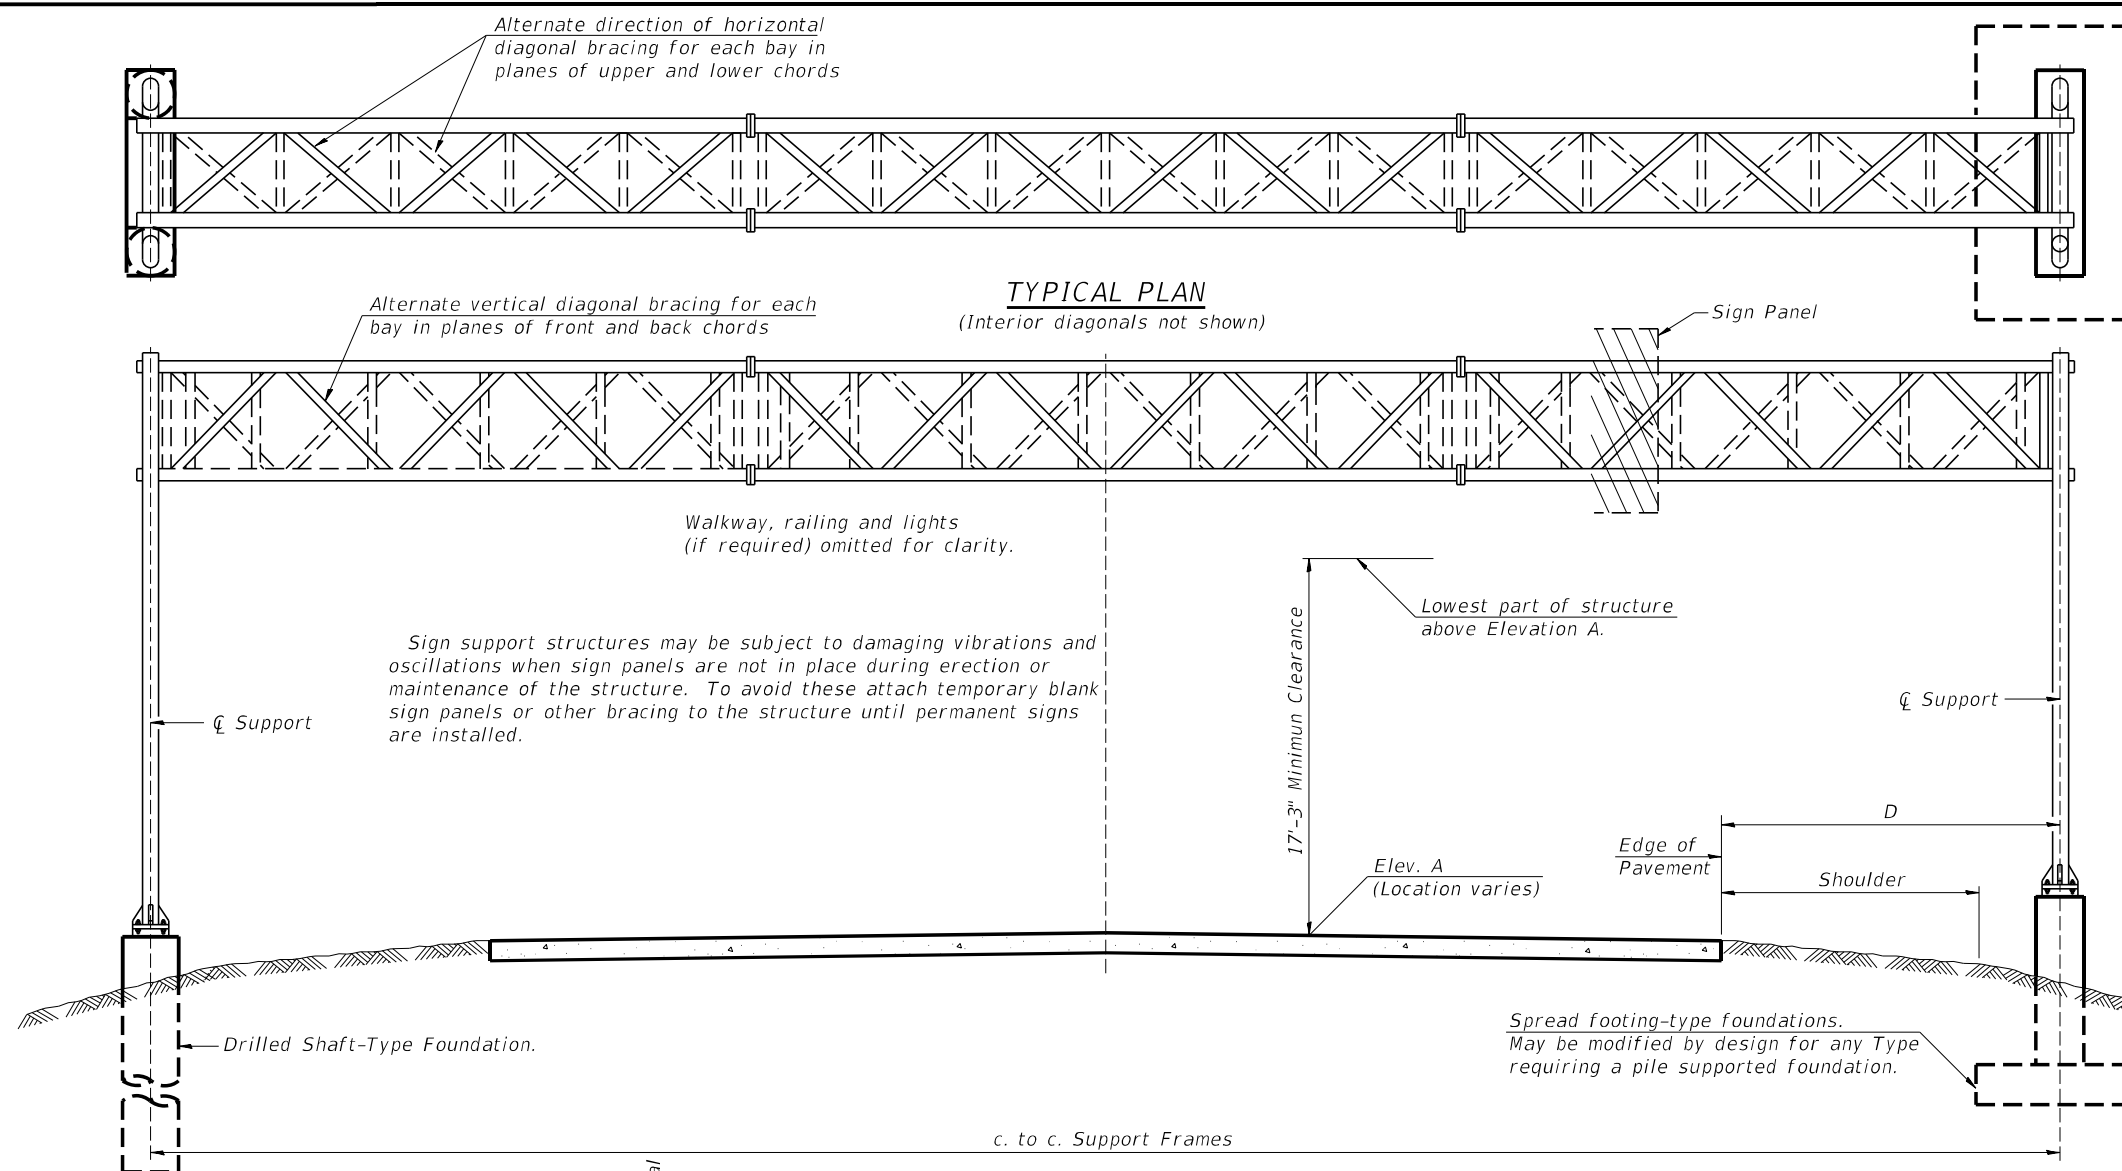 Alternate direction of horizontal
diagonal bracing for each bay in
planes of upper and lower chords
TYPICAL PLAN
(Interior diagonals not shown)
Alternate vertical diagonal bracing for each
bay in planes of front and back chords
Sign Panel
Walkway, railing and lights
(if required) omitted for clarity.
Lowest part of structure
above Elevation A.
17'-3" Minimun Clearance
Sign support structures may be subject to damaging vibrations and
oscillations when sign panels are not in place during erection or
maintenance of the structure. To avoid these attach temporary blank
sign panels or other bracing to the structure until permanent signs
are installed.
℄ Support
℄ Support
D
Edge of
Pavement
Shoulder
Elev. A
(Location varies)
Drilled Shaft-Type Foundation.
Spread footing-type foundations.
May be modified by design for any Type
requiring a pile supported foundation.
c. to c. Support Frames